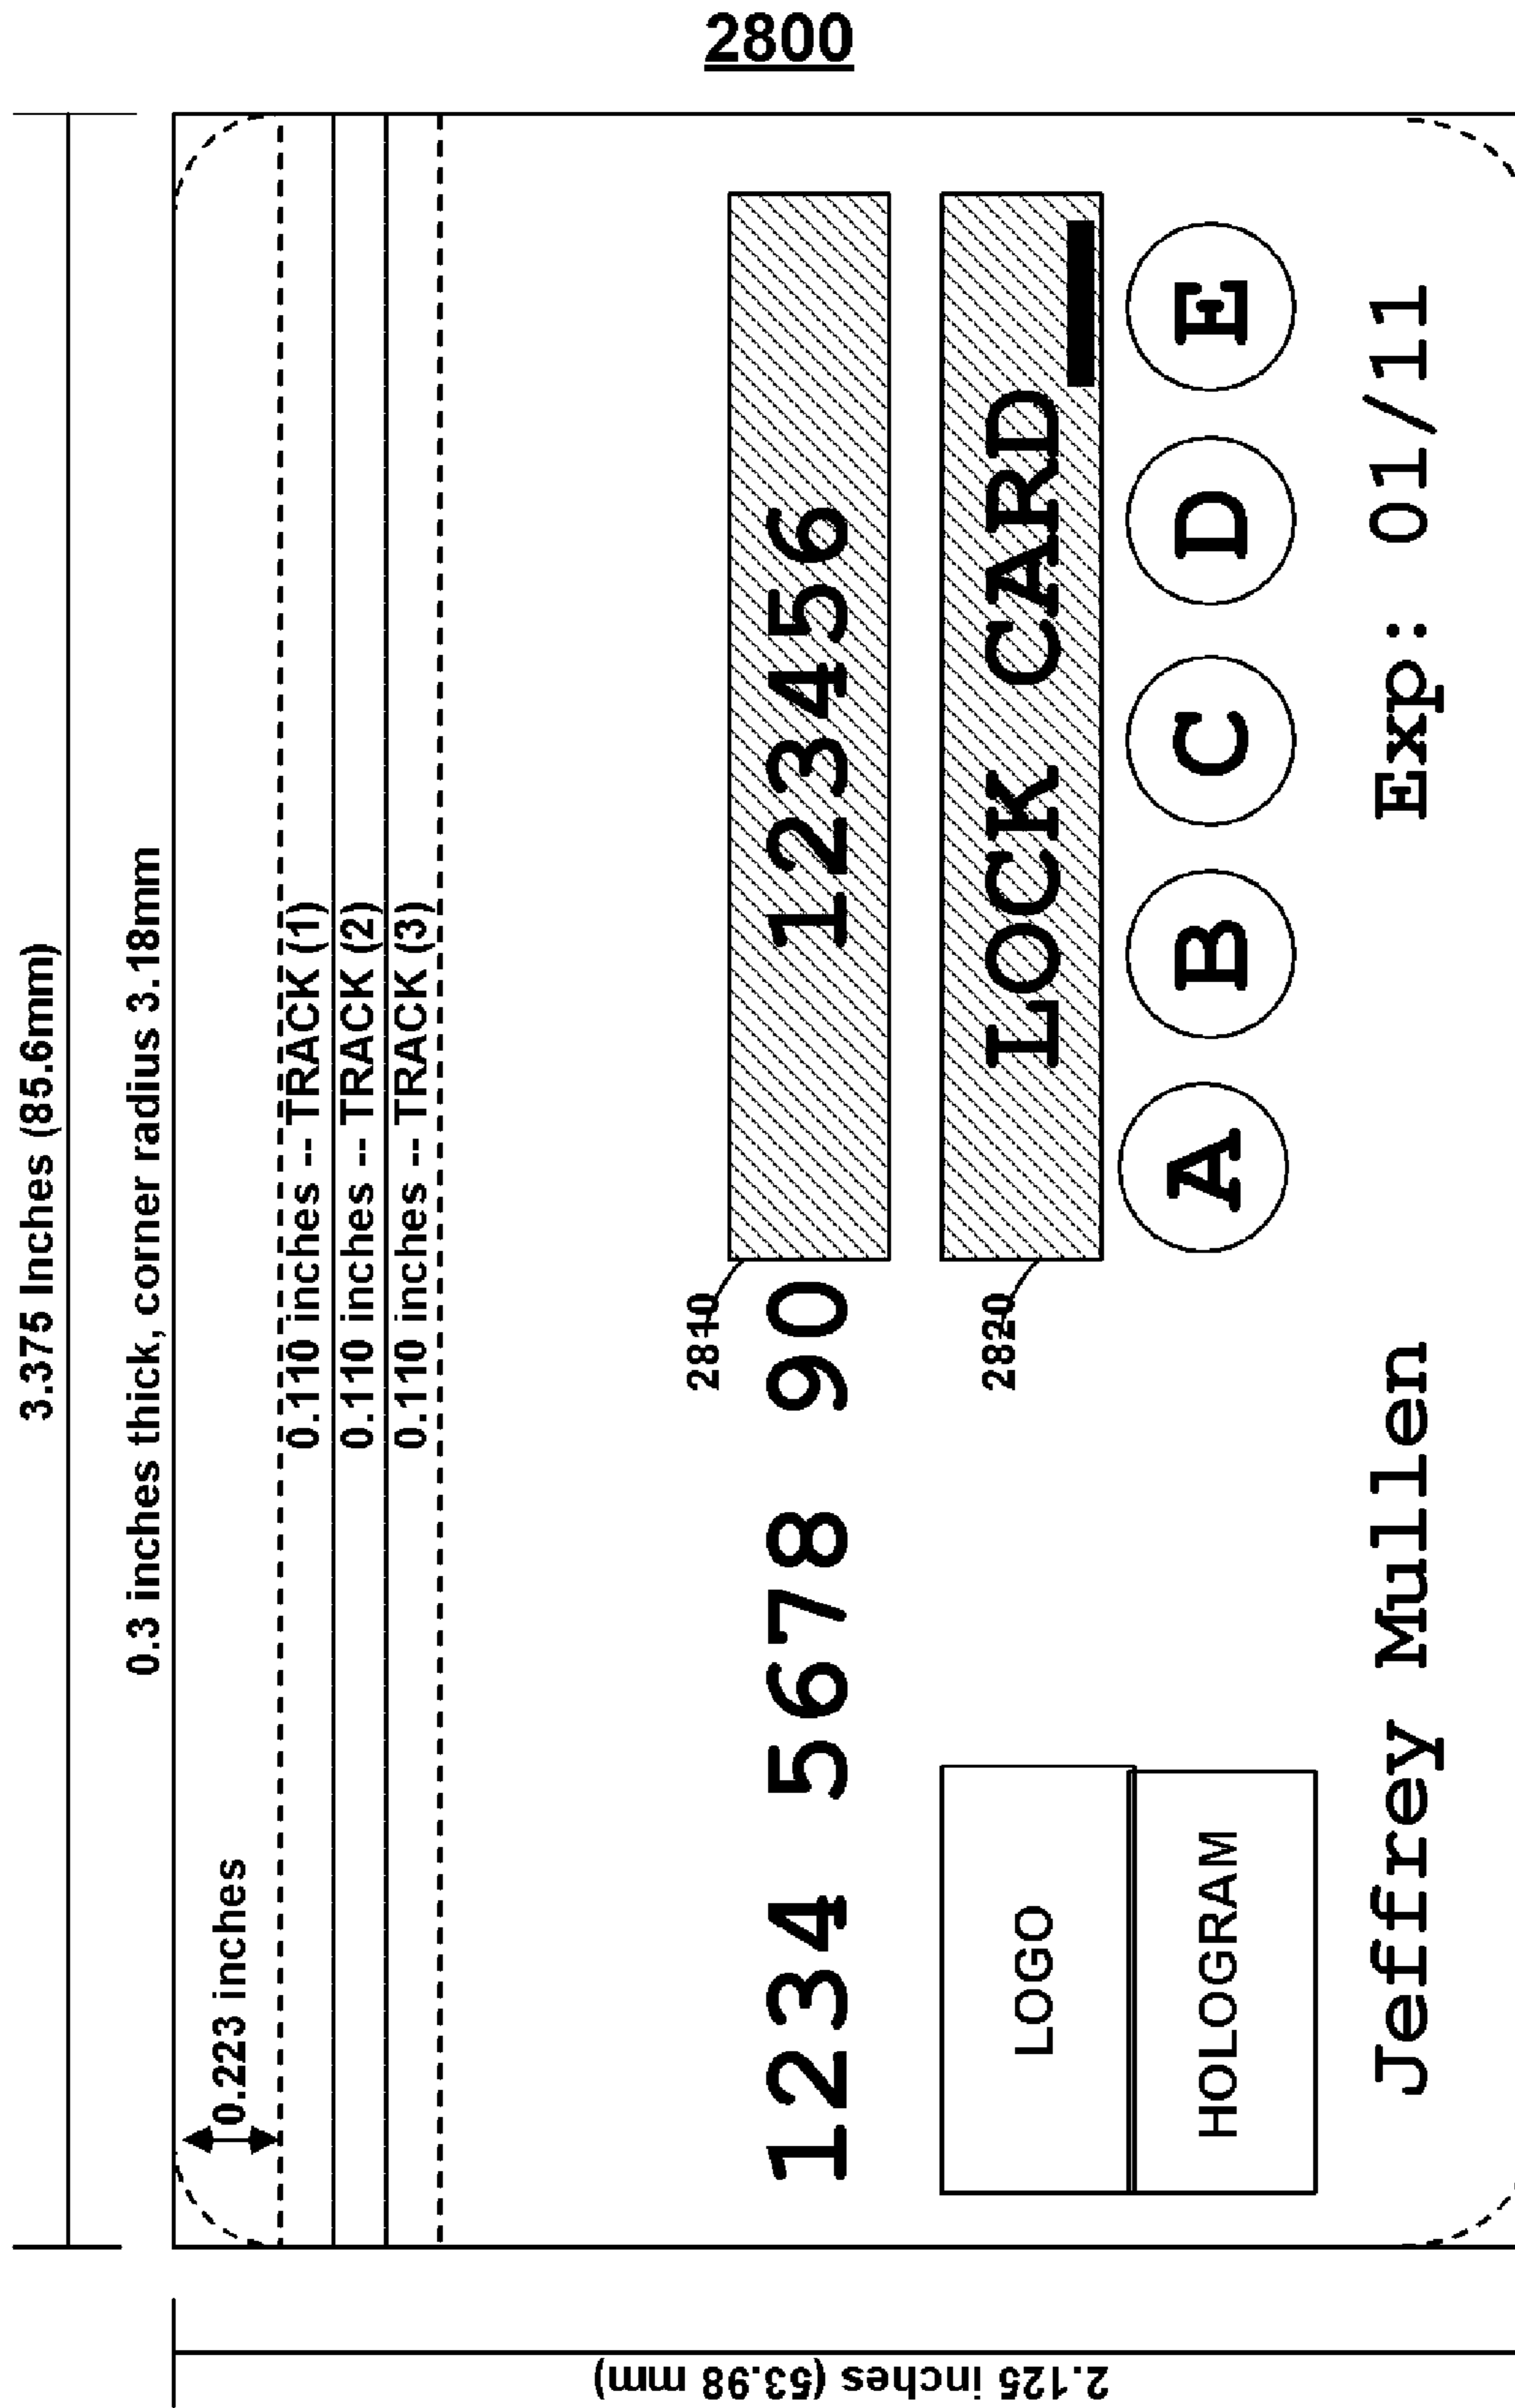 2800
3.375 Inches (85.6mm)
0.3 inches thick, corner radius 3.18mm
0.223 inches
0.110 inches -- TRACK (1)
0.110 inches -- TRACK (2)
0.110 inches -- TRACK (3)
2810
1234 5678 90 123456
2820
LOCK CARD
LOGO
HOLOGRAM
A B C D E
Jeffrey Mullen Exp: 01/11
2.125 inches (53.98 mm)